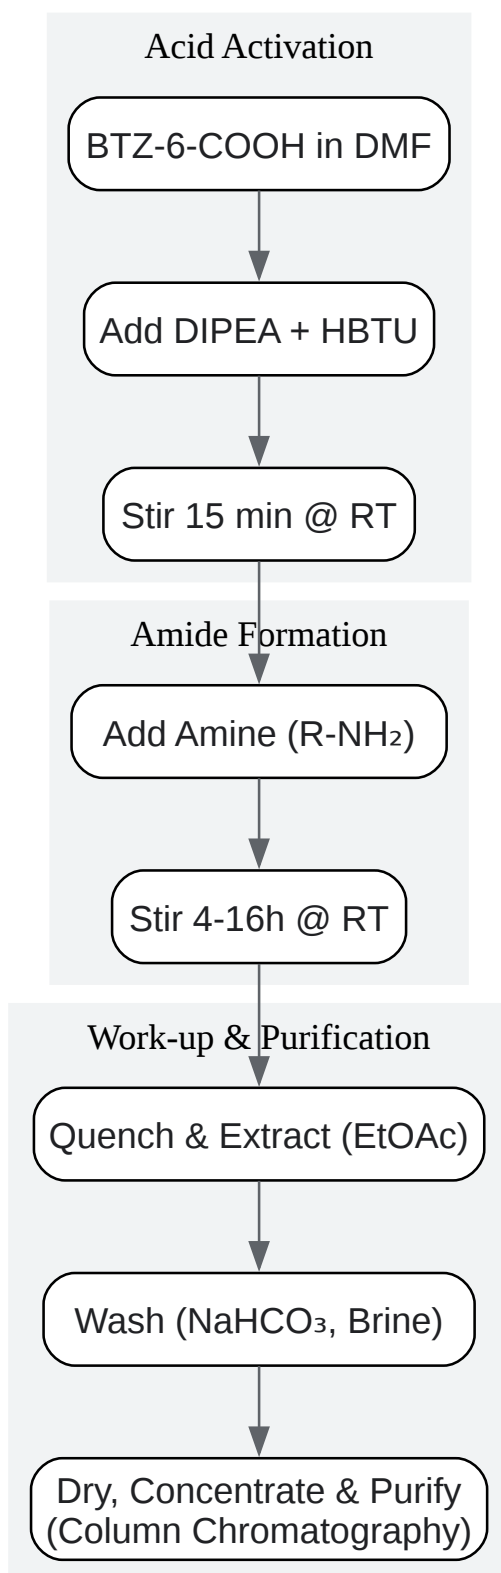 Acid Activation
BTZ-6-COOH in DMF
Add DIPEA + HBTU
Stir 15 min @ RT
Amide Formation
Add Amine (R-NH₂)
Stir 4-16h @ RT
Work-up & Purification
Quench & Extract (EtOAc)
Wash (NaHCO₃, Brine)
Dry, Concentrate & Purify
(Column Chromatography)